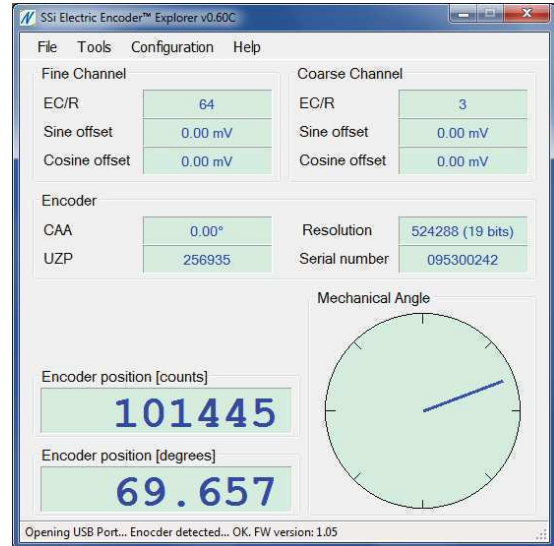 SSi Electric Encoder™ Explorer v0.60C
File Tools Configuration Help
Fine Channel
EC/R 64
Sine offset 0.00 mV
Cosine offset 0.00 mV
Coarse Channel
EC/R 3
Sine offset 0.00 mV
Cosine offset 0.00 mV
Encoder
CAA 0.00° Resolution 524288 (19 bits)
UZP 256935 Serial number 095300242
Mechanical Angle
Encoder position [counts]
101445
Encoder position [degrees]
69.657
Opening USB Port... Enocder detected... OK. FW version: 1.05